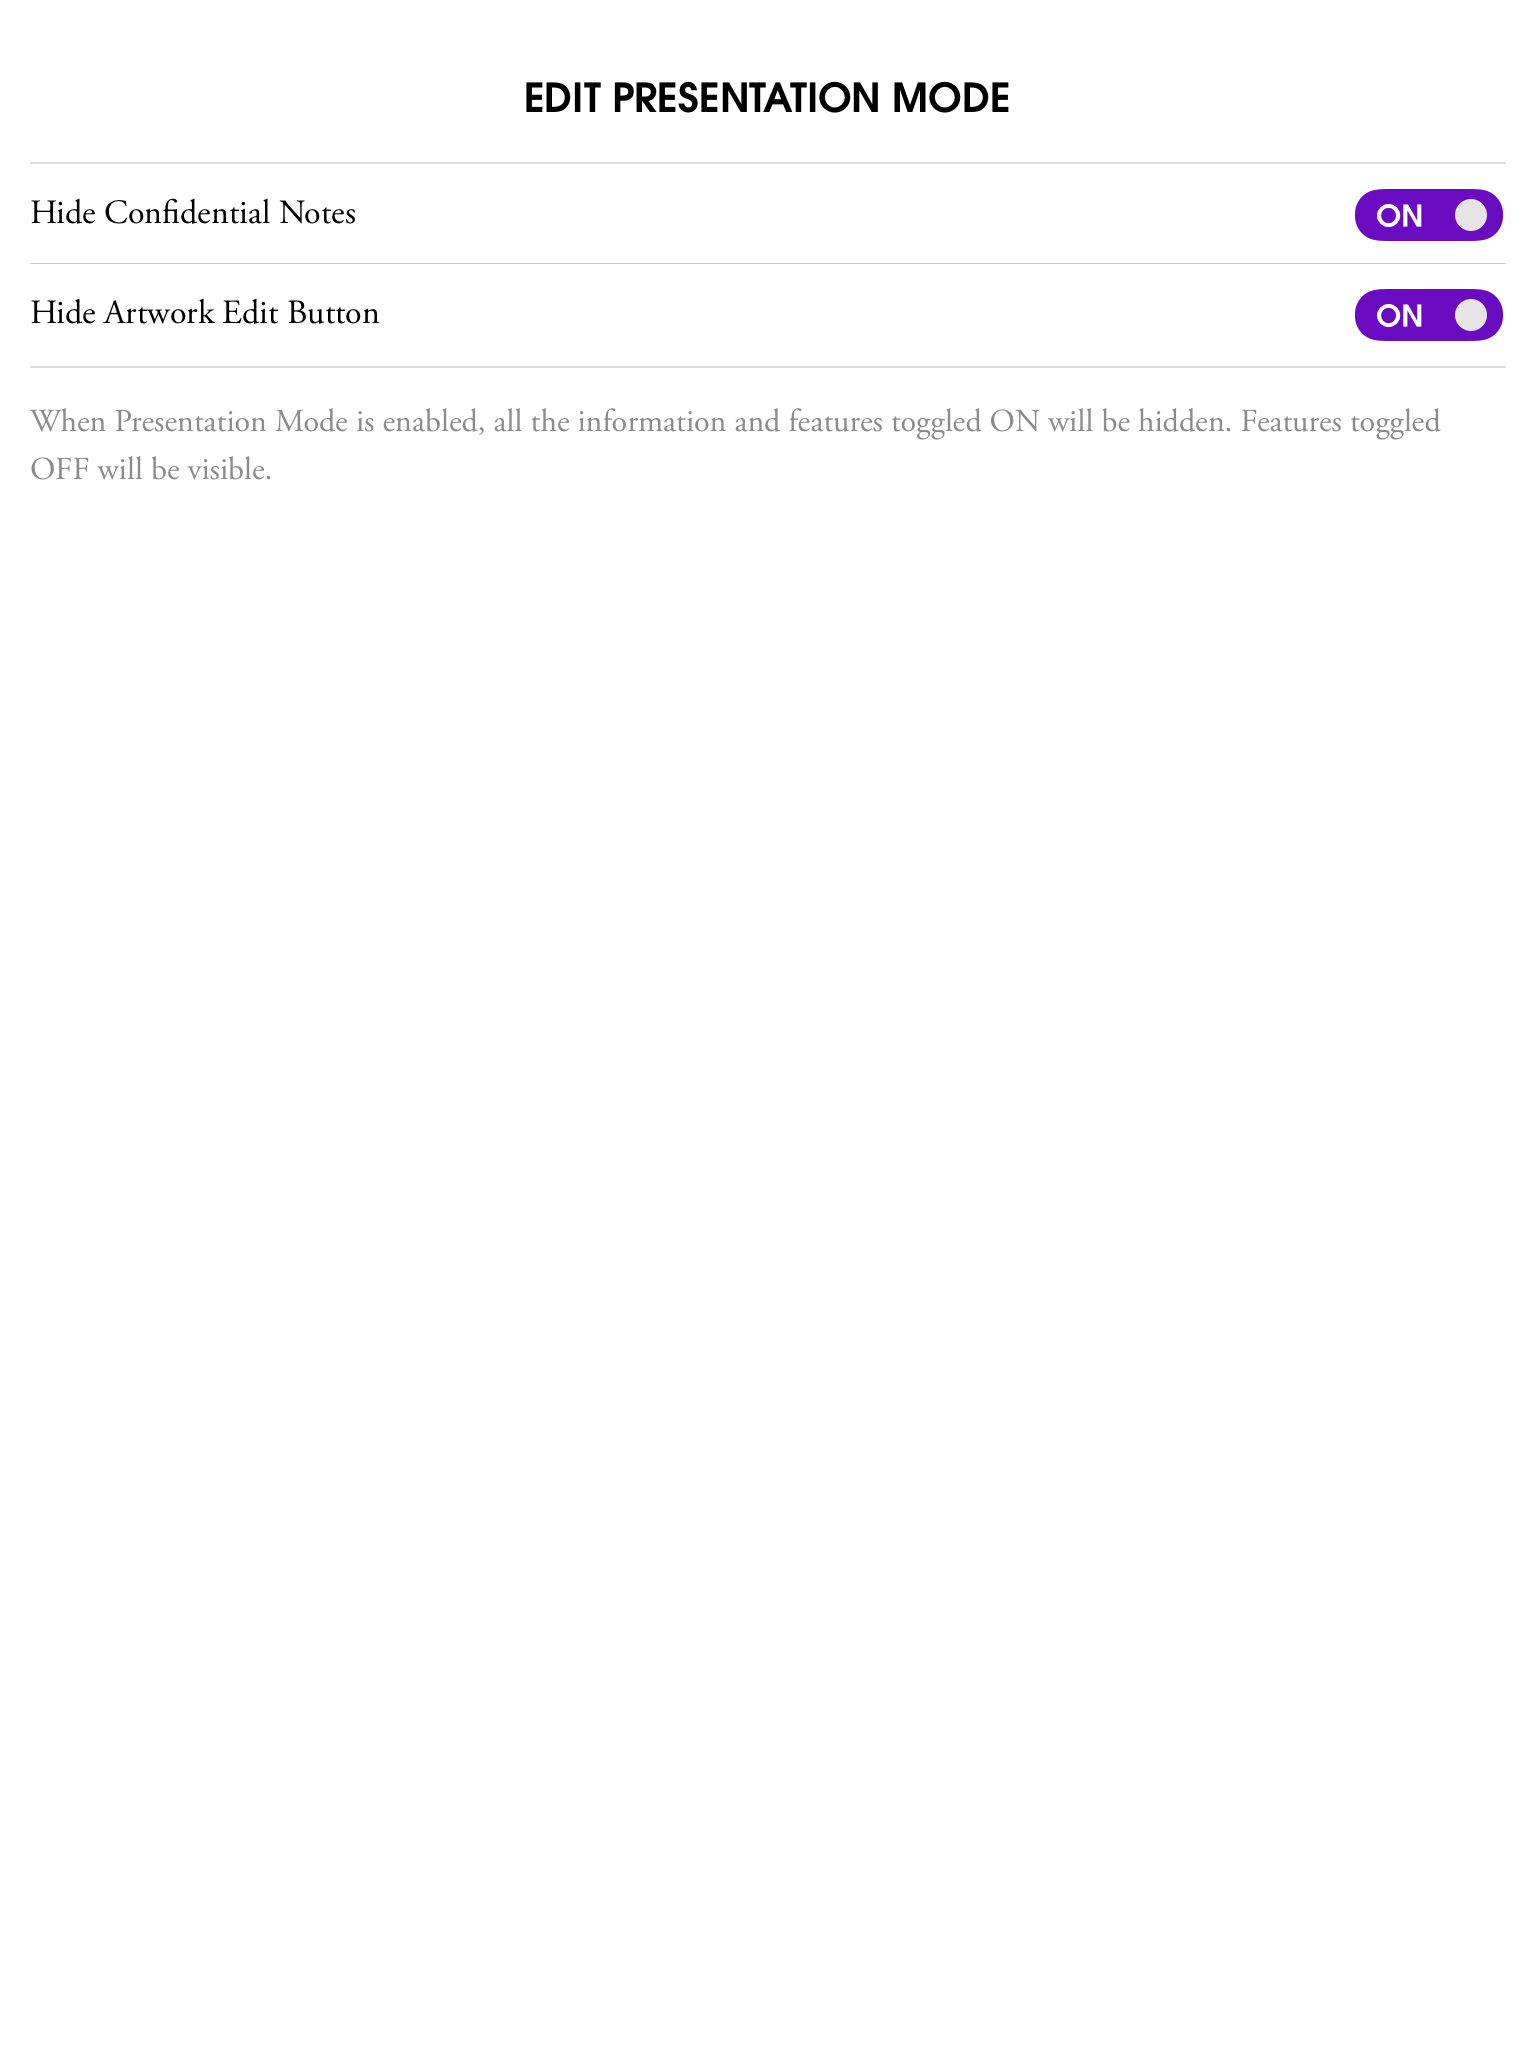 EDIT PRESENTATION MODE
Hide Confidential Notes
ON
Hide Artwork Edit Button
ON
When Presentation Mode is enabled, all the information and features toggled ON will be hidden. Features toggled
OFF will be visible.